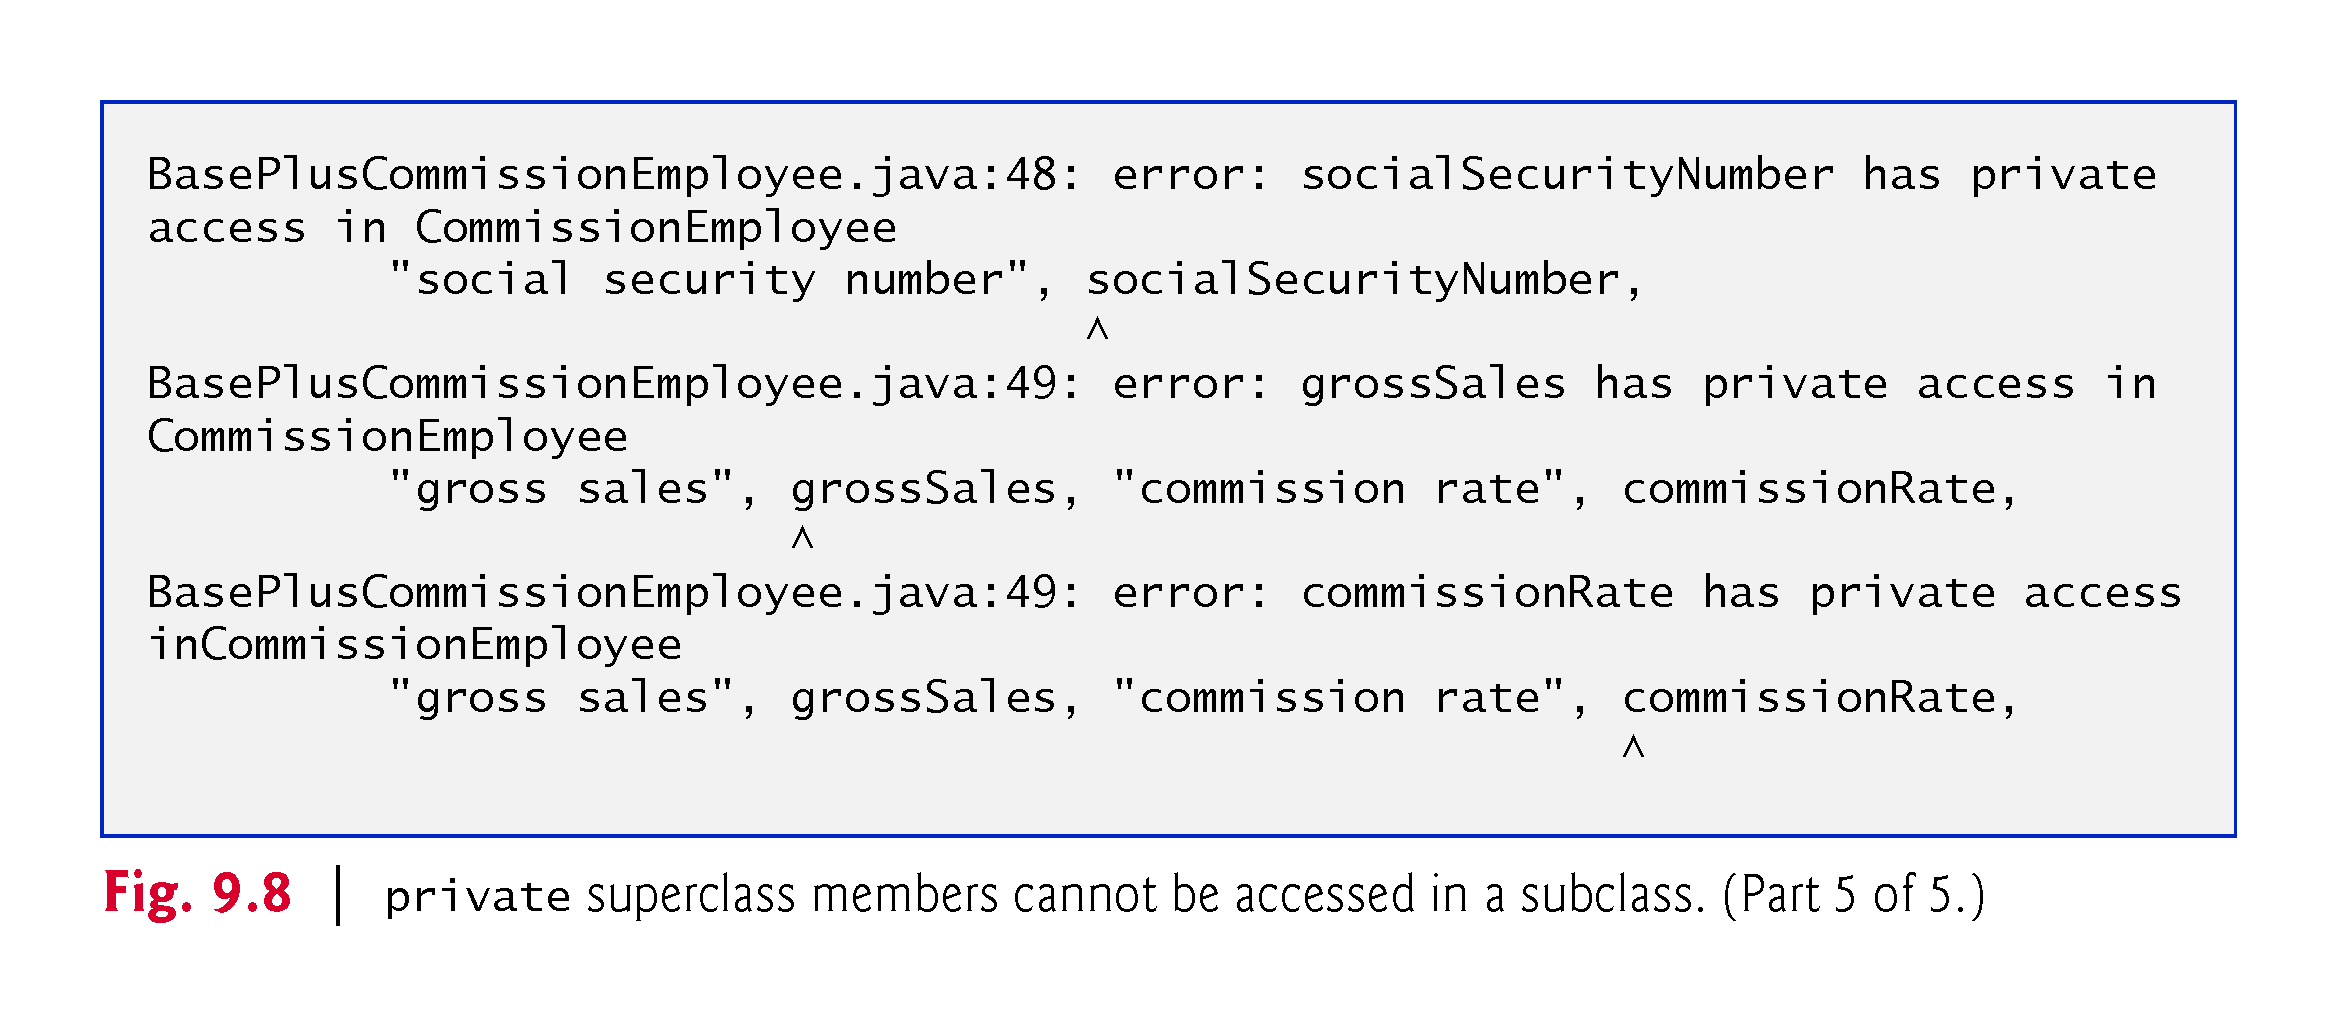 BasePlusCommissionEmployee.java:48: error: socialSecurityNumber has private
access in CommissionEmployee
         "social security number", socialSecurityNumber,
                                   ^
BasePlusCommissionEmployee.java:49: error: grossSales has private access in
CommissionEmployee
         "gross sales", grossSales, "commission rate", commissionRate,
                        ^
BasePlusCommissionEmployee.java:49: error: commissionRate has private access
inCommissionEmployee
         "gross sales", grossSales, "commission rate", commissionRate,
                                                       ^
Fig. 9.8 | private superclass members cannot be accessed in a subclass. (Part 5 of 5.)